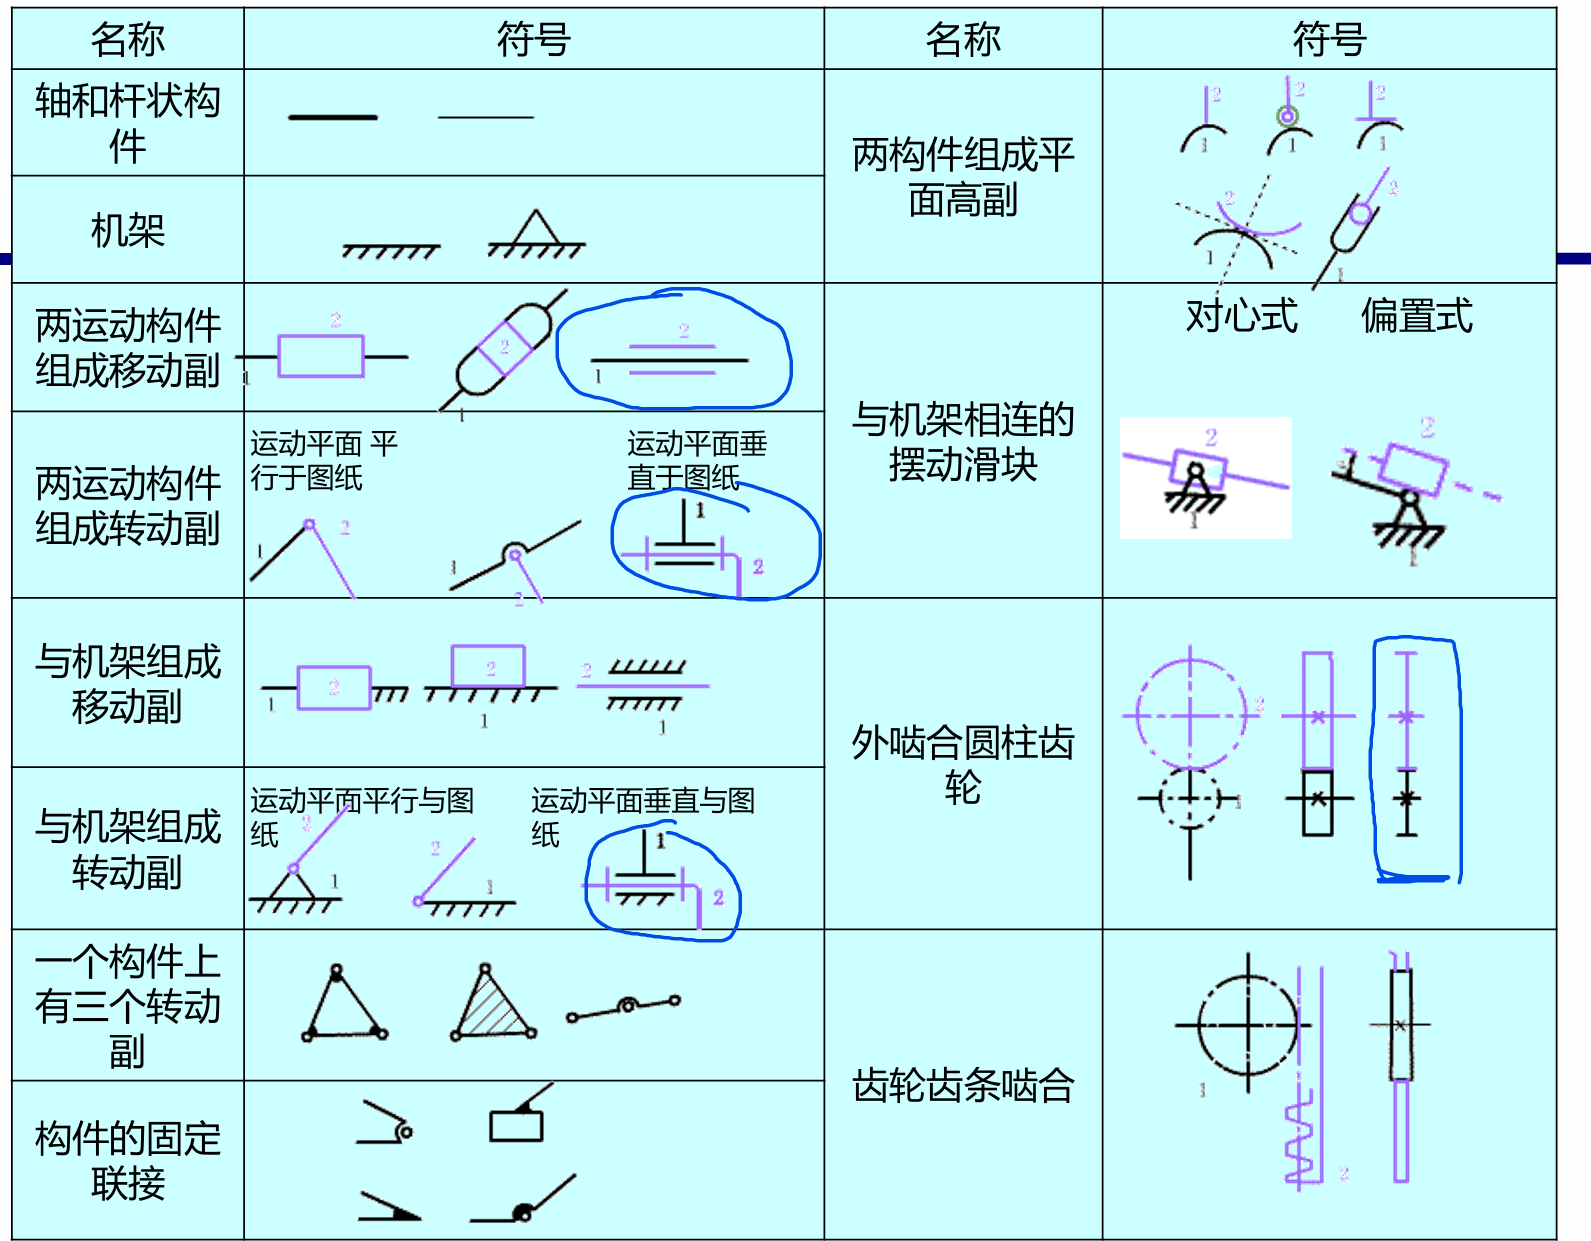 名称
符号
名称
符号
轴和杆状构
件
机架
两运动构件
组成移动副
2
1
2
1
2
1
两运动构件
组成转动副
运动平面 平
行于图纸
运动平面垂
直于图纸
1
2
1
2
1
2
与机架组成
移动副
1
2
2
1
2
1
与机架组成
转动副
运动平面平行与图
纸
运动平面垂直与图
纸
2
1
2
1
1
2
一个构件上
有三个转动
副
构件的固定
联接
两构件组成平
面高副
2
1
2
1
2
1
2
1
2
1
与机架相连的
摆动滑块
对心式
偏置式
2
1
2
1
外啮合圆柱齿
轮
2
1
齿轮齿条啮合
1
2